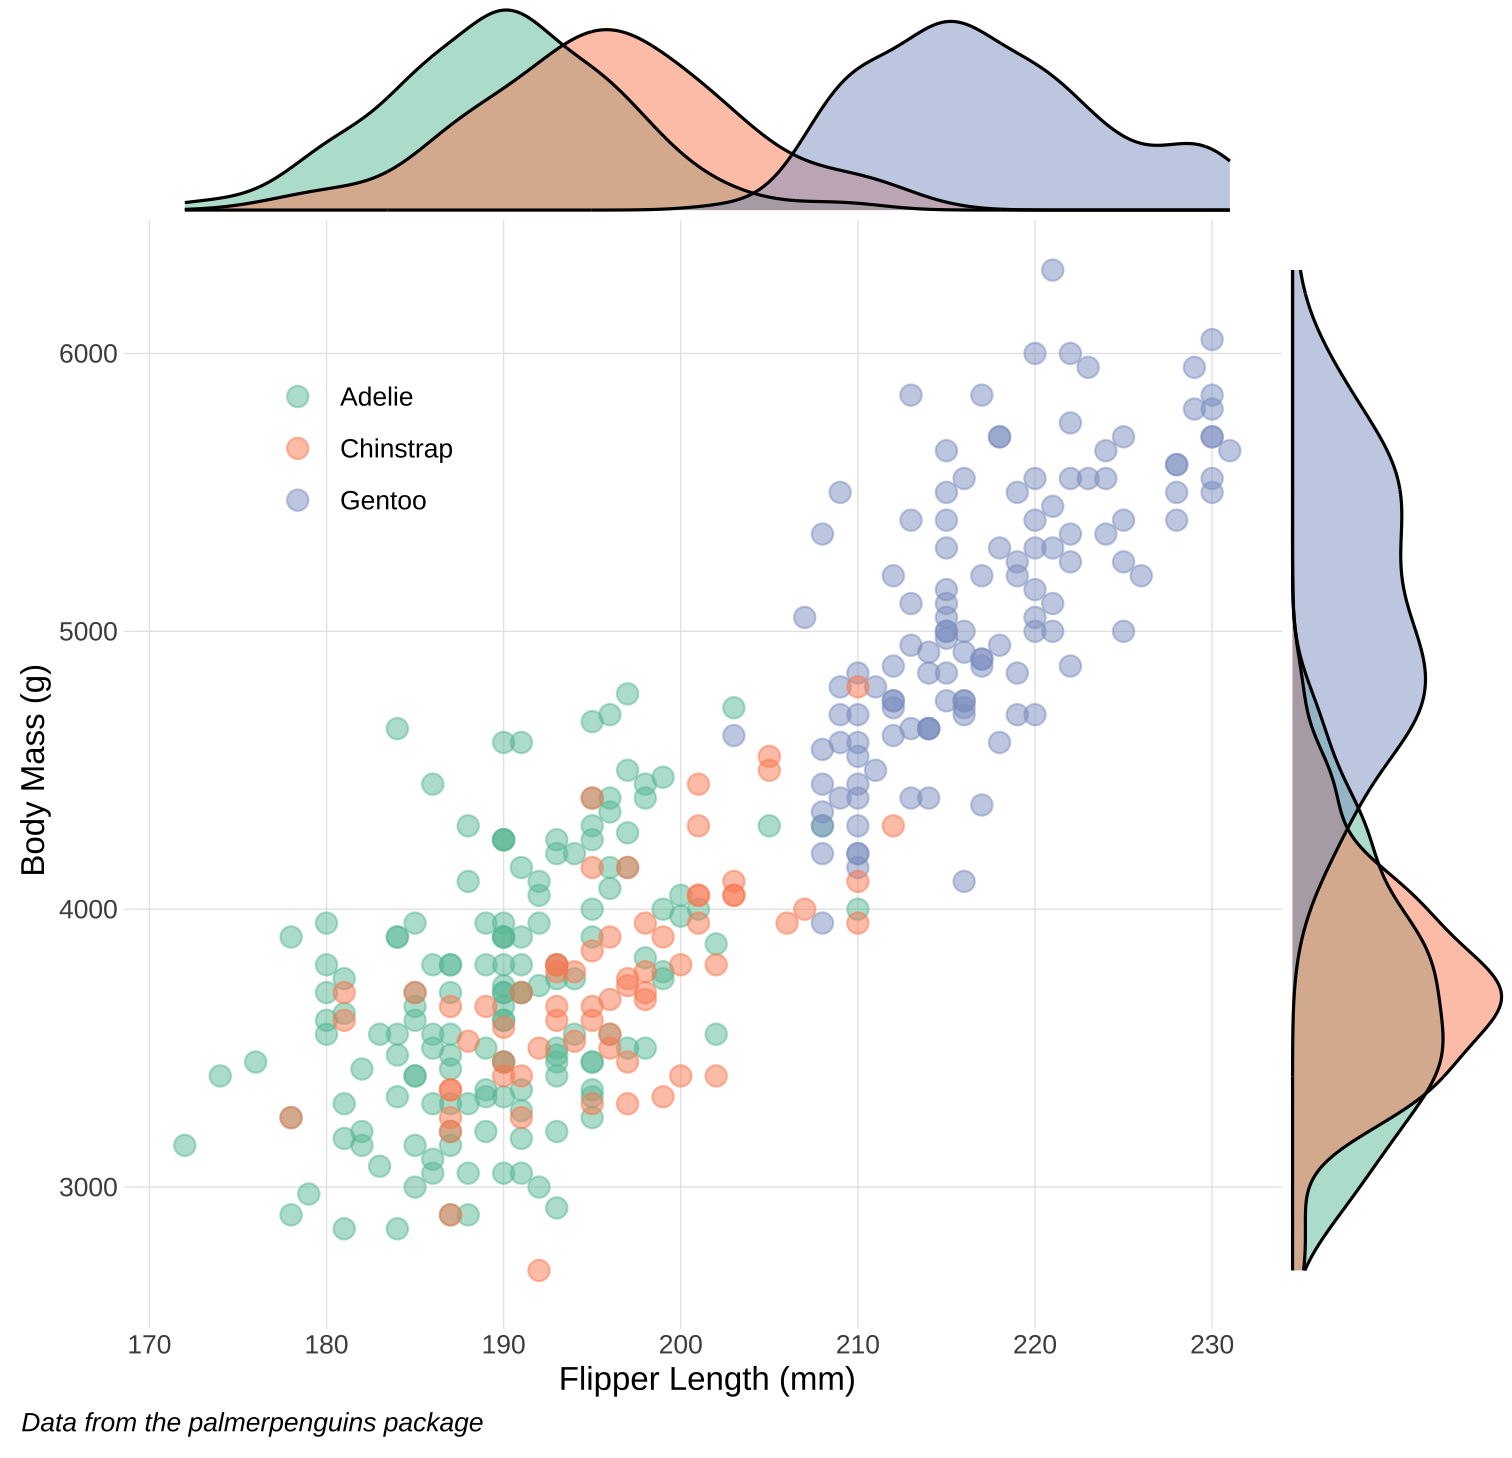 6000
5000
4000
3000
Adelie
Chinstrap
Gentoo
Body Mass (g)
170 180 190 200 210 220 230
Flipper Length (mm)
Data from the palmerpenguins package